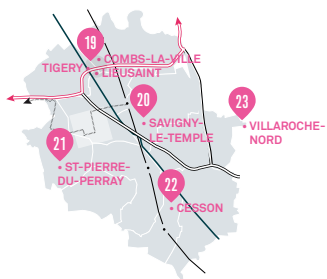 19
COMBS-LA-VILLE
TIGERY
LIEUSAINT
20
SAVIGNY-
LE-TEMPLE
23
VILLAROCHE-
NORD
21
ST-PIERRE-
DU-PERRAY
22
CESSON